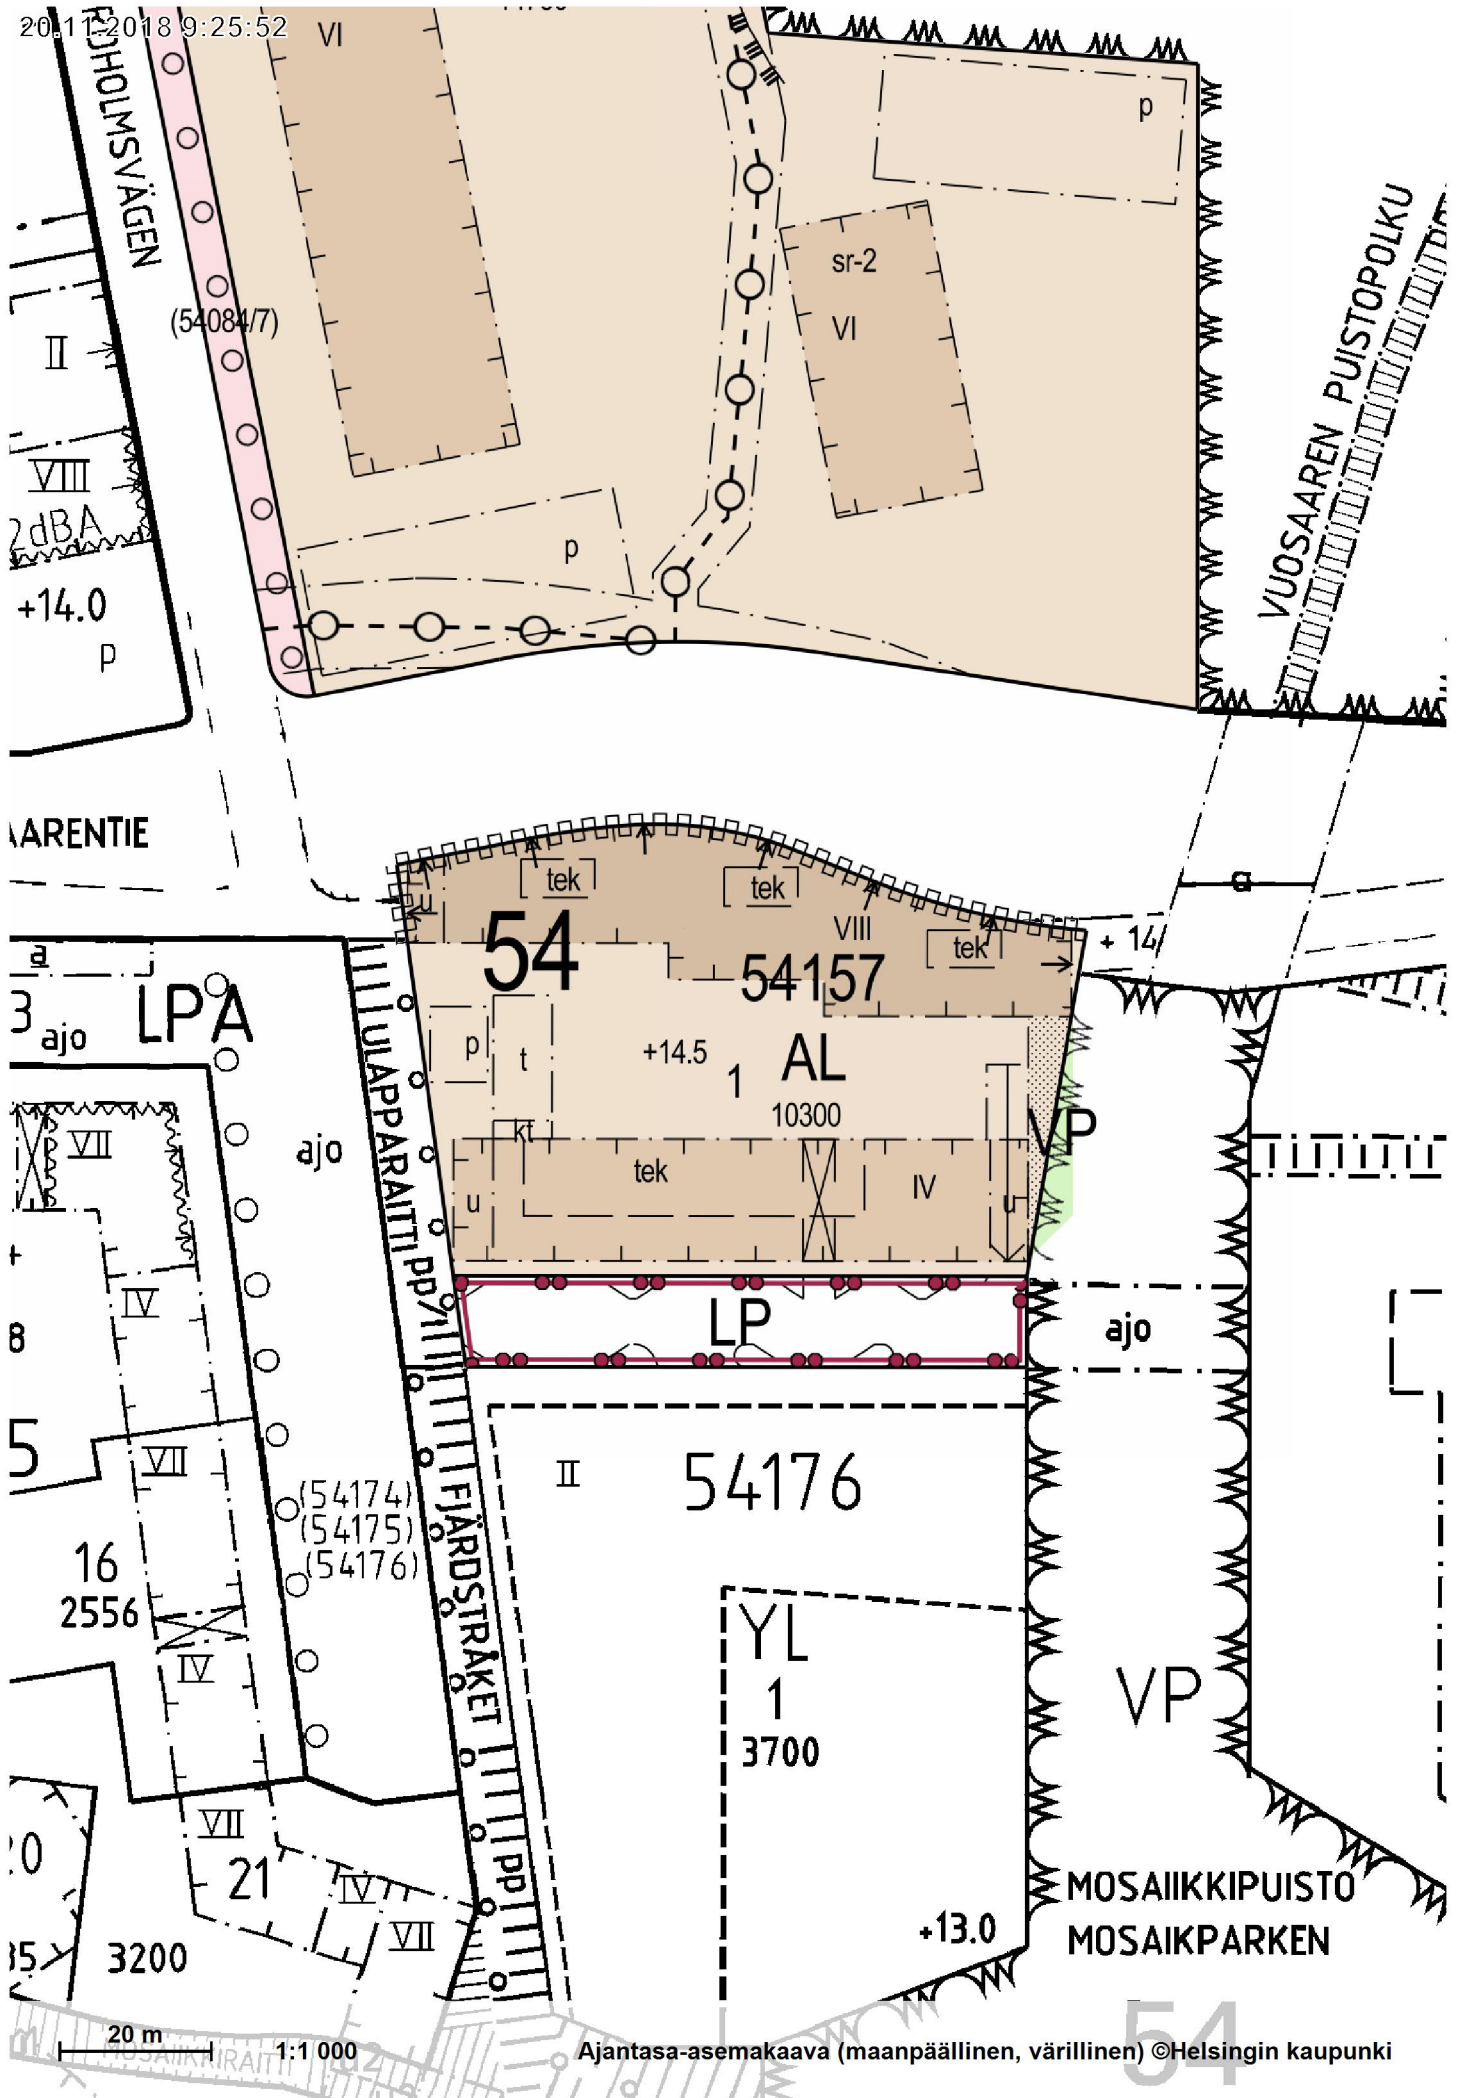 20.11.2018 9:25:52
VI
p
sr-2
VI
(54084/7)
II
VIII
2dBA
+14.0
p
p
VUOSAAREN PUISTOPOLKU
AARENTIE
tek
tek
tek
u
VIII
54
54157
+ 14
a
a
3
ajo
LPA
p
t
+14.5
1
AL
10300
kt
VP
VII
ajo
ULAPPARAITTI
pp/
tek
IV
u
u
IV
LP
ajo
8
5
VII
II
54176
(54174)
(54175)
(54176)
FJÄRDSTRÅKET
16
2556
IV
YL
1
3700
VP
VII
21
IV
VII
pp
3200
+13.0
MOSAIIKKIPUISTO
MOSAIKPARKEN
54
MOSAIIKKIRAITTI
20 m
1:1 000
Ajantasa-asemakaava (maanpäällinen, värillinen) ©Helsingin kaupunki